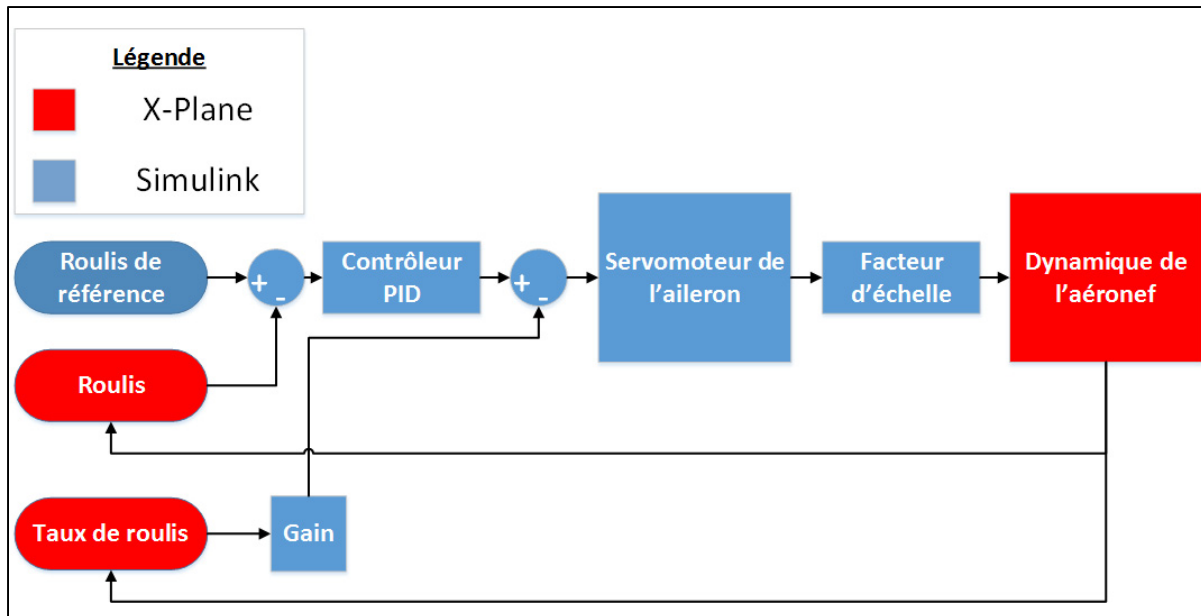 Légende
X-Plane
Simulink
Roulis de
référence
+
-
Contrôleur
PID
+
-
Servomoteur de
l'aileron
Facteur
d'échelle
Dynamique de
l'aéronef
Roulis
Taux de roulis
Gain